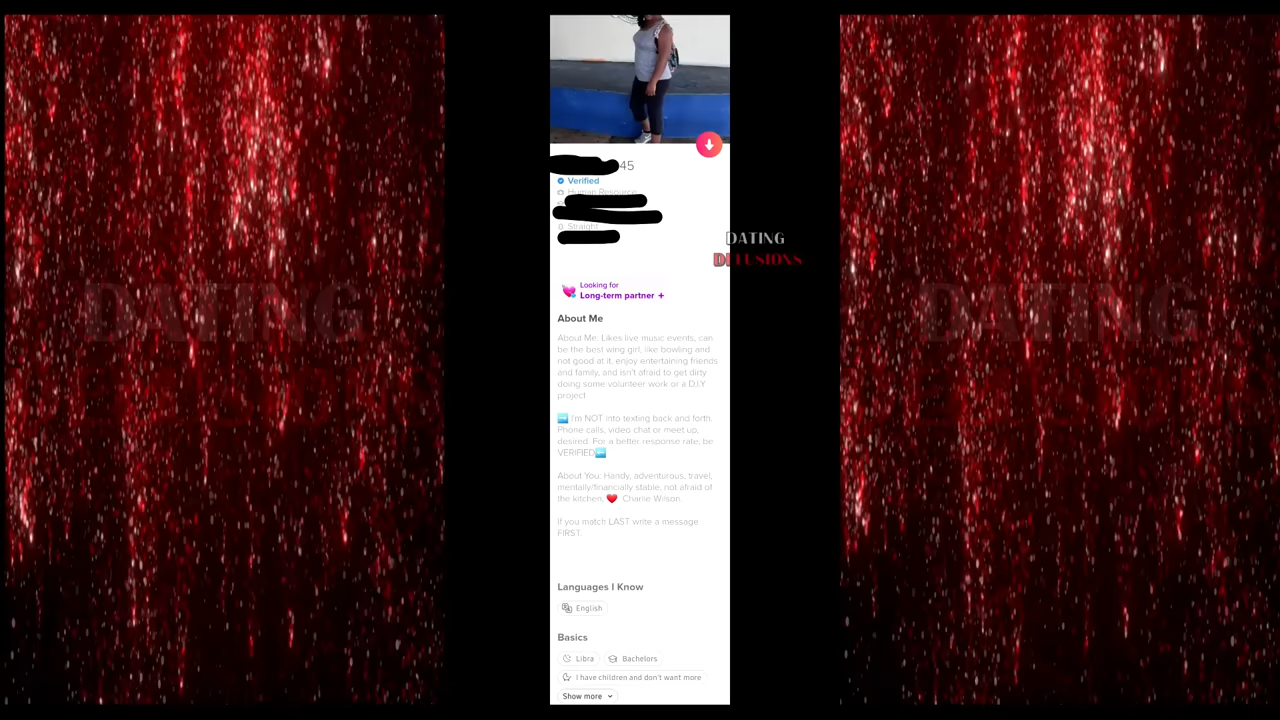 45
Verified
Human Resource
Straight
DATING
DELUSIONS
Looking for
Long-term partner +
About Me
About Me: Likes live music events, can
be the best wing girl, like bowling and
not good at it, enjoy entertaining friends
and family, and isn't afraid to get dirty
doing some volunteer work or a D.I.Y
project.
I'm NOT into texting back and forth.
Phone calls, video chat or meet up,
desired. For a better response rate, be
VERIFIED
About You: Handy, adventurous, travel,
mentally/financially stable, not afraid of
the kitchen, ❤️ Charlie Wilson.
If you match LAST write a message
FIRST.
Languages I Know
English
Basics
Libra
Bachelors
I have children and don't want more
Show more
DATING
DATING